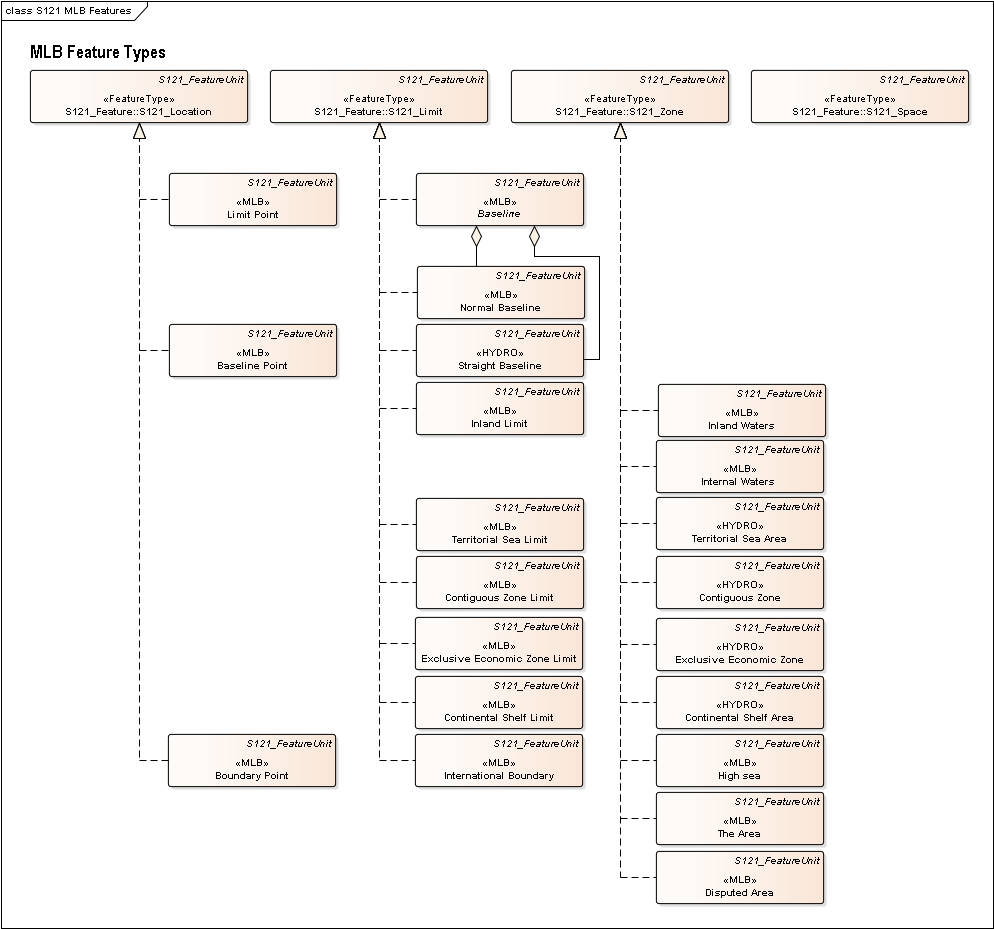 class S121 MLB Features
MLB Feature Types
S121_FeatureUnit
«FeatureType»
S121_Feature::S121_Location
S121_FeatureUnit
«FeatureType»
S121_Feature::S121_Limit
S121_FeatureUnit
«FeatureType»
S121_Feature::S121_Zone
S121_FeatureUnit
«FeatureType»
S121_Feature::S121_Space
S121_FeatureUnit
«MLB»
Limit Point
S121_FeatureUnit
«MLB»
Baseline Point
S121_FeatureUnit
«MLB»
Boundary Point
S121_FeatureUnit
«MLB»
Baseline
S121_FeatureUnit
«MLB»
Normal Baseline
S121_FeatureUnit
«HYDRO»
Straight Baseline
S121_FeatureUnit
«MLB»
Inland Limit
S121_FeatureUnit
«MLB»
Territorial Sea Limit
S121_FeatureUnit
«MLB»
Contiguous Zone Limit
S121_FeatureUnit
«MLB»
Exclusive Economic Zone Limit
S121_FeatureUnit
«MLB»
Continental Shelf Limit
S121_FeatureUnit
«MLB»
International Boundary
S121_FeatureUnit
«MLB»
Inland Waters
S121_FeatureUnit
«MLB»
Internal Waters
S121_FeatureUnit
«HYDRO»
Territorial Sea Area
S121_FeatureUnit
«HYDRO»
Contiguous Zone
S121_FeatureUnit
«HYDRO»
Exclusive Economic Zone
S121_FeatureUnit
«HYDRO»
Continental Shelf Area
S121_FeatureUnit
«MLB»
High sea
S121_FeatureUnit
«MLB»
The Area
S121_FeatureUnit
«MLB»
Disputed Area